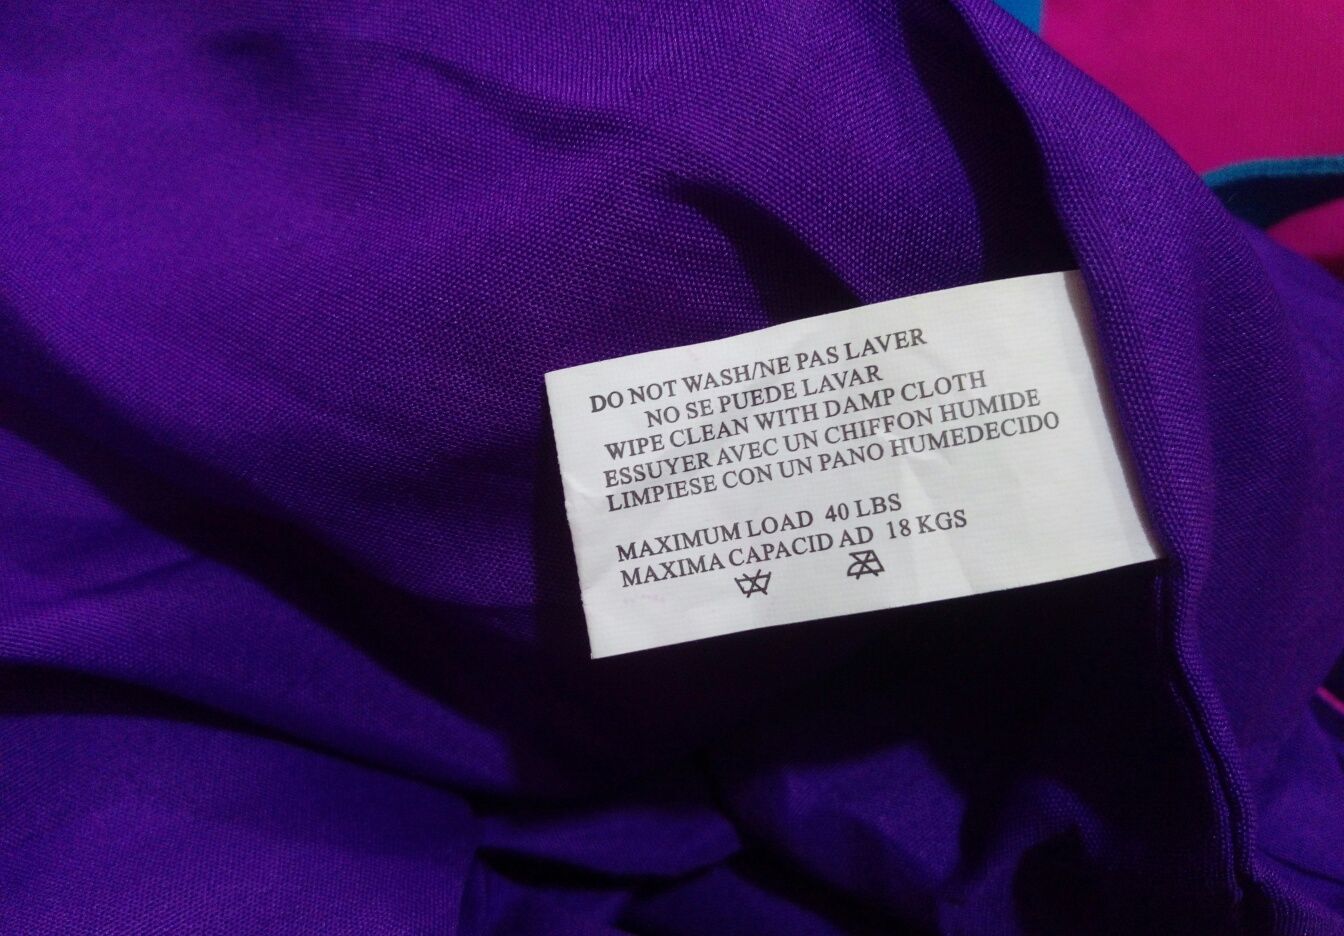 DO NOT WASH/NE PAS LAVER
NO SE PUEDE LAVAR
WIPE CLEAN WITH DAMP CLOTH
ESSUYER AVEC UN CHIFFON HUMIDE
LIMPIESE CON UN PANO HUMEDECIDO
MAXIMUM LOAD 40 LBS
MAXIMA CAPACID AD 18 KGS